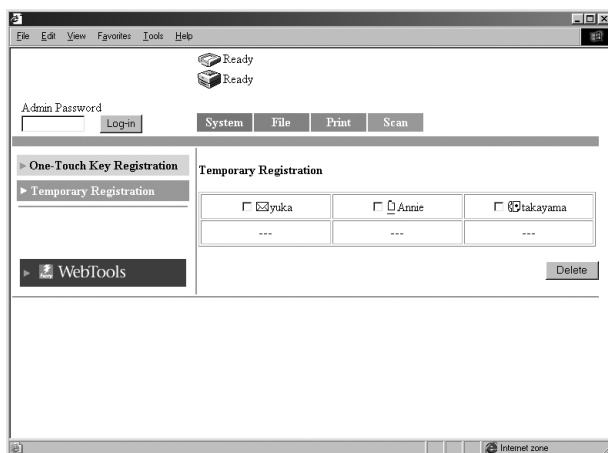 File Edit View Favorites Tools Help
Ready
Ready
Admin Password
Log-in
System File Print Scan
One-Touch Key Registration
Temporary Registration
WebTools
Temporary Registration
yuka Annie takayama
--- --- ---
Delete
Internet zone